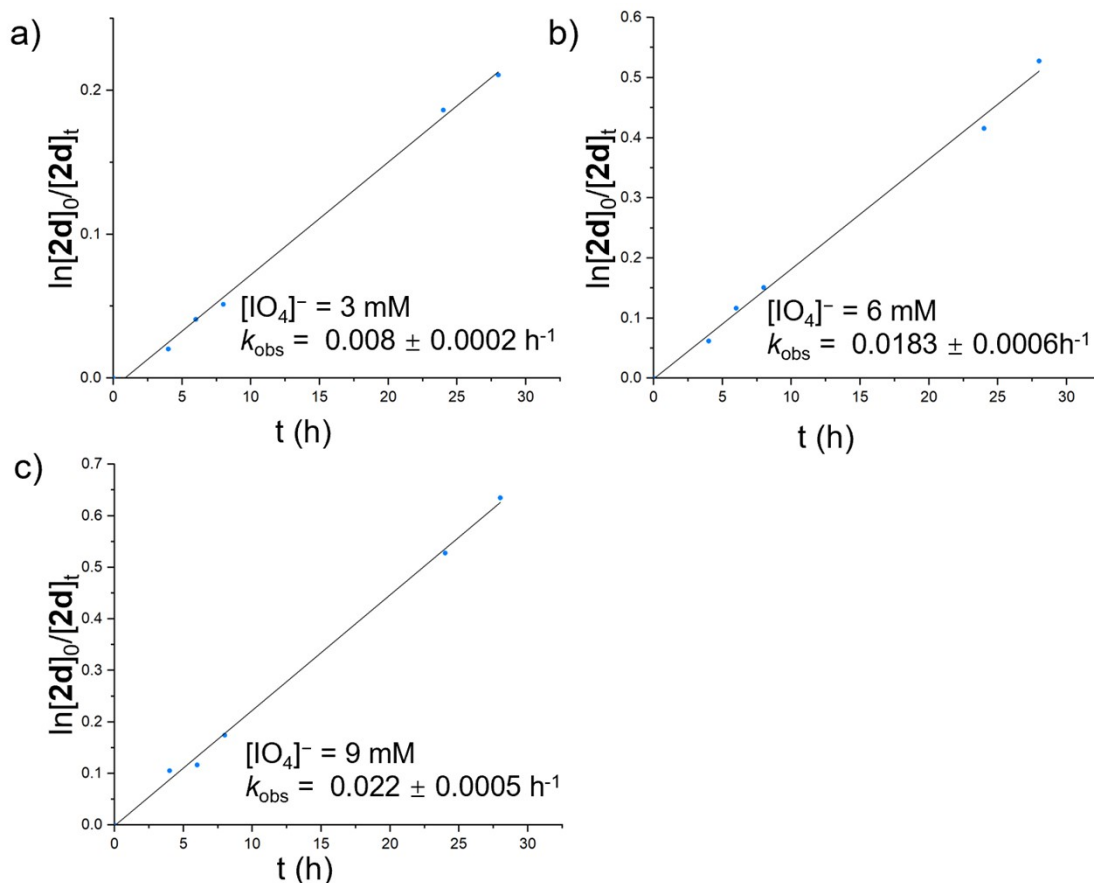 a)
ln[2d]₀/[2d]ₜ
0.2
0.1
0.0
[IO₄]⁻ = 3 mM
k_obs = 0.008 ± 0.0002 h⁻¹
0 5 10 15 20 25 30
t (h)
b)
ln[2d]₀/[2d]ₜ
0.6
0.5
0.4
0.3
0.2
0.1
0.0
[IO₄]⁻ = 6 mM
k_obs = 0.0183 ± 0.0006h⁻¹
0 5 10 15 20 25 30
t (h)
c)
ln[2d]₀/[2d]ₜ
0.7
0.6
0.5
0.4
0.3
0.2
0.1
0.0
[IO₄]⁻ = 9 mM
k_obs = 0.022 ± 0.0005 h⁻¹
0 5 10 15 20 25 30
t (h)